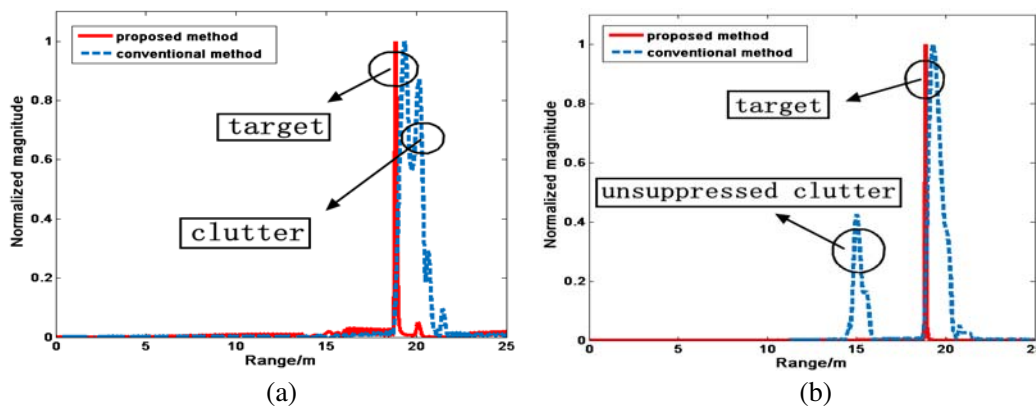 proposed method
conventional method
1
0.8
0.6
0.4
0.2
0
Normalized magnitude
target
clutter
0 5 10 15 20 25
Range/m
(a)
proposed method
conventional method
1
0.8
0.6
0.4
0.2
0
Normalized magnitude
target
unsuppressed clutter
0 5 10 15 20 25
Range/m
(b)